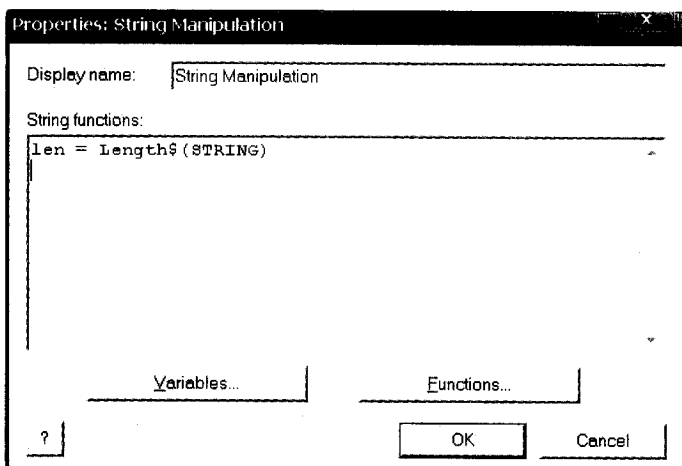 Properties: String Manipulation
x
Display name: String Manipulation
String functions:
len = Length$(STRING)
Variables... Functions...
? OK Cancel